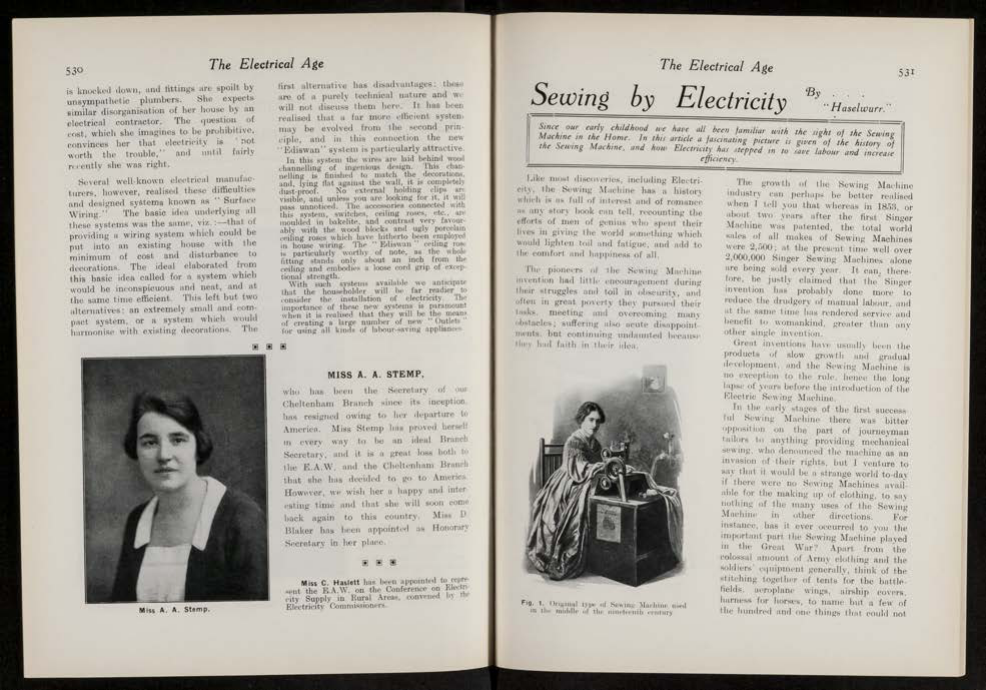 530
The Electrical Age
is knocked down, and fittings are spoilt by
unsympathetic plumbers. She expects
similar disorganisation of her house by an
electrical contractor. The question of
cost, which she imagines to be prohibitive,
convinces her that electricity is "not
worth the trouble," and until fairly
recently she was right.
Several well-known electrical manufac-
turers, however, realised these difficulties
and designed systems known as "Surface
Wiring." The basic idea underlying all
these systems was the same, viz.:—that of
providing a wiring system which could be
put into an existing house with the
minimum of cost and disturbance to
decorations. The ideal elaborated from
this basic idea called for a system which
would be inconspicuous and neat, and at
the same time efficient. This left but two
alternatives: an extremely small and com-
pact system, or a system which would
harmonise with existing decorations. The
first alternative has disadvantages: these
are of a purely technical nature and we
will not discuss them here. It has been
realised that a far more efficient system
may be evolved from the second prin-
ciple, and in this connection the new
"Ediswan" system is particularly attractive.
In this system the wires are laid behind wood
channelling of ingenious design. This chan-
nelling is finished to match the decorations,
and, lying flat against the wall, it is completely
dust-proof. No external holding clips are
visible, and unless you are looking for it, it will
pass unnoticed. The accessories connected with
this system, switches, ceiling roses, etc., are
moulded in bakelite, and contrast very favour-
ably with the wood blocks and ugly porcelain
ceiling roses which have hitherto been employed
in house wiring. The "Ediswan" ceiling rose
is particularly worthy of note, as the whole
fitting stands only about an inch from the
ceiling and embodies a loose cord grip of excep-
tional strength.
With such systems available we anticipate
that the householder will be far readier to
consider the installation of electricity. The
importance of these new systems is paramount
when it is realised that they will be the means
of creating a large number of new "Outlets"
for using all kinds of labour-saving appliances.
MISS A. A. STEMP,
who has been the Secretary of our
Cheltenham Branch since its inception,
has resigned owing to her departure to
America. Miss Stemp has proved herself
in every way to be an ideal Branch
Secretary, and it is a great loss both to
the E.A.W. and the Cheltenham Branch
that she has decided to go to America.
However, we wish her a happy and inter-
esting time and that she will soon come
back again to this country. Miss D.
Blaker has been appointed as Honorary
Secretary in her place.
Miss C. Haslett has been appointed to repre-
sent the E.A.W. on the Conference on Electri-
city Supply in Rural Areas, convened by the
Electricity Commissioners.
Miss A. A. Stemp.
The Electrical Age
531
Sewing by Electricity
By . . . .
"Haselwurr."
Since our early childhood we have all been familiar with the sight of the Sewing
Machine in the Home. In this article a fascinating picture is given of the history of
the Sewing Machine, and how Electricity has stepped in to save labour and increase
efficiency.
Like most discoveries, including Electri-
city, the Sewing Machine has a history
which is as full of interest and of romance
as any story book can tell, recounting the
efforts of men of genius who spent their
lives in giving the world something which
would lighten toil and fatigue, and add to
the comfort and happiness of all.
The pioneers of the Sewing Machine
invention had little encouragement during
their struggles and toil in obscurity, and
often in great poverty they pursued their
tasks, meeting and overcoming many
obstacles; suffering also acute disappoint-
ments, but continuing undaunted because
they had faith in their idea.
Fig. 1. Original type of Sewing Machine used
in the middle of the nineteenth century
The growth of the Sewing Machine
industry can perhaps be better realised
when I tell you that whereas in 1853, or
about two years after the first Singer
Machine was patented, the total world
sales of all makes of Sewing Machines
were 2,500; at the present time well over
2,000,000 Singer Sewing Machines alone
are being sold every year. It can, there-
fore, be justly claimed that the Singer
invention has probably done more to
reduce the drudgery of manual labour, and
at the same time has rendered service and
benefit to womankind, greater than any
other single invention.
Great inventions have usually been the
products of slow growth and gradual
development, and the Sewing Machine is
no exception to the rule, hence the long
lapse of years before the introduction of the
Electric Sewing Machine.
In the early stages of the first success-
ful Sewing Machine there was bitter
opposition on the part of journeyman
tailors to anything providing mechanical
sewing, who denounced the machine as an
invasion of their rights, but I venture to
say that it would be a strange world to-day
if there were no Sewing Machines avail-
able for the making up of clothing, to say
nothing of the many uses of the Sewing
Machine in other directions. For
instance, has it ever occurred to you the
important part the Sewing Machine played
in the Great War? Apart from the
colossal amount of Army clothing and the
soldiers' equipment generally, think of the
stitching together of tents for the battle-
fields, aeroplane wings, airship covers,
harness for horses, to name but a few of
the hundred and one things that could not